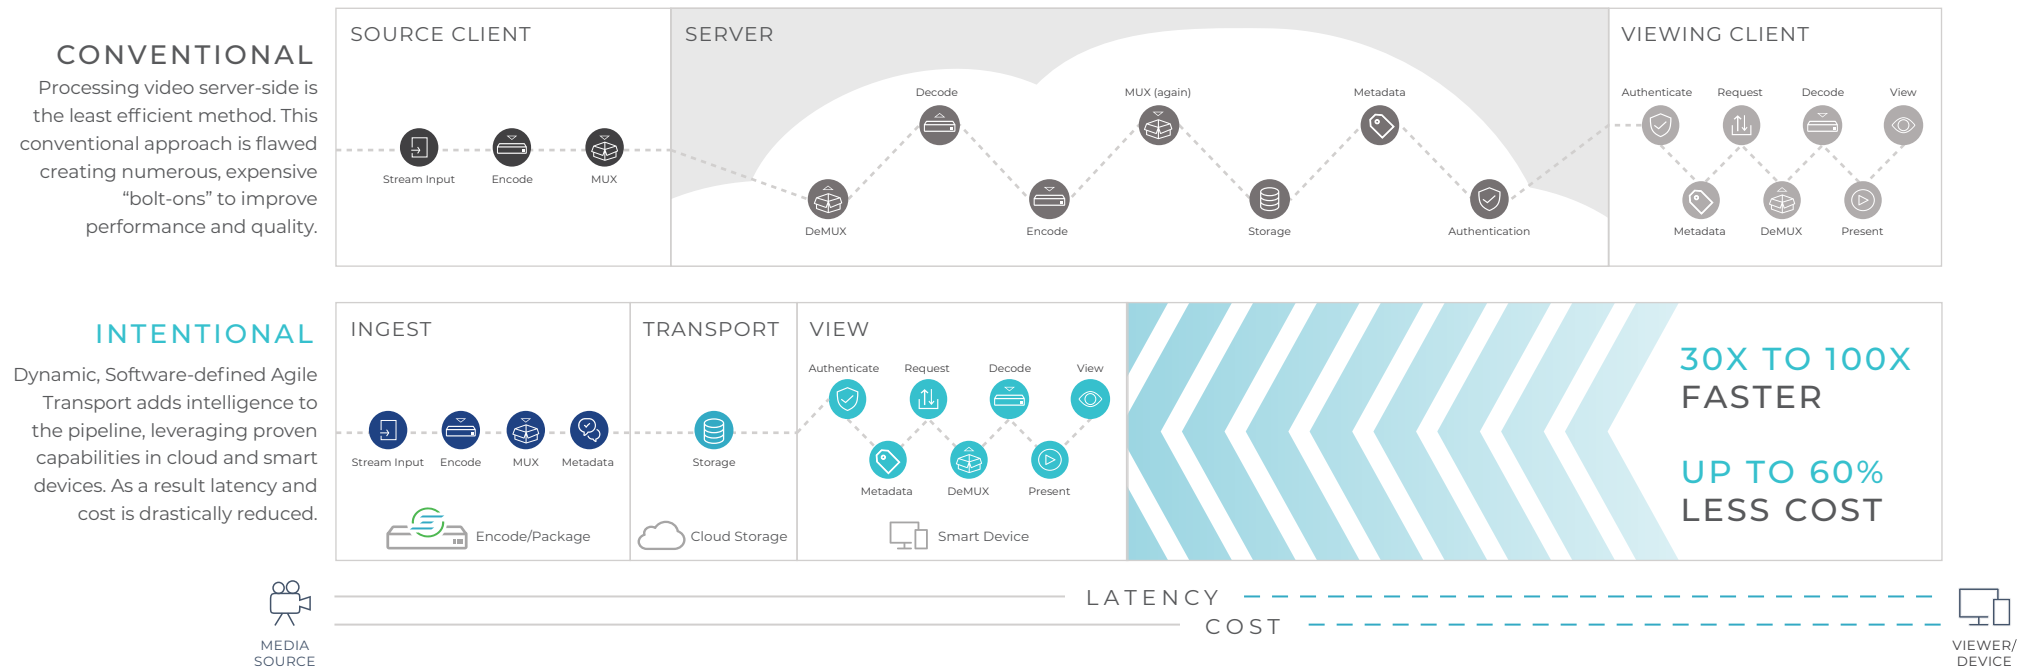 CONVENTIONAL
Processing video server-side is
the least efficient method. This
conventional approach is flawed
creating numerous, expensive
“bolt-ons” to improve
performance and quality.
SOURCE CLIENT
Stream Input
Encode
MUX
SERVER
DeMUX
Decode
Encode
MUX (again)
Storage
Metadata
Authentication
VIEWING CLIENT
Authenticate
Metadata
Request
DeMUX
Decode
Present
View
INTENTIONAL
Dynamic, Software-defined Agile
Transport adds intelligence to
the pipeline, leveraging proven
capabilities in cloud and smart
devices. As a result latency and
cost is drastically reduced.
INGEST
Stream Input
Encode
MUX
Metadata
Encode/Package
TRANSPORT
Storage
Cloud Storage
VIEW
Authenticate
Metadata
Request
DeMUX
Decode
Present
View
Smart Device
30X TO 100X
FASTER
UP TO 60%
LESS COST
MEDIA
SOURCE
LATENCY
COST
VIEWER/
DEVICE